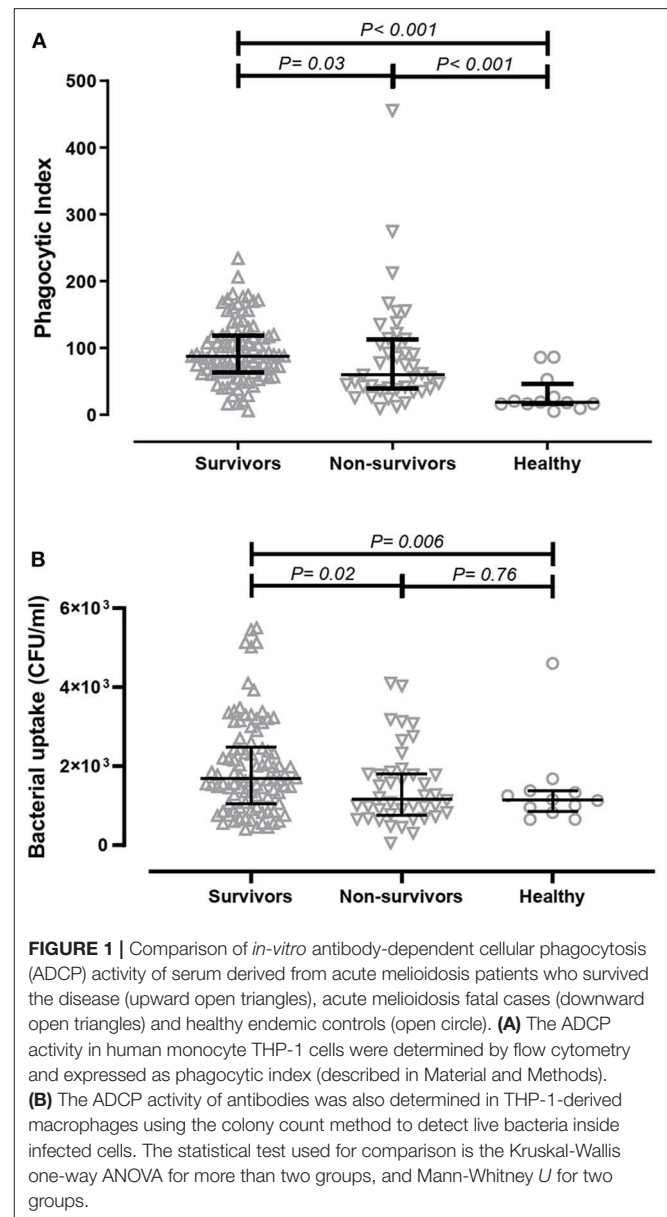 A
P< 0.001
P= 0.03
P< 0.001
500
400
300
200
100
0
Phagocytic Index
Survivors
Non-survivors
Healthy
B
P= 0.006
P= 0.02
P= 0.76
6×10³
4×10³
2×10³
0
Bacterial uptake (CFU/ml)
Survivors
Non-survivors
Healthy
FIGURE 1 | Comparison of in-vitro antibody-dependent cellular phagocytosis
(ADCP) activity of serum derived from acute melioidosis patients who survived
the disease (upward open triangles), acute melioidosis fatal cases (downward
open triangles) and healthy endemic controls (open circle). (A) The ADCP
activity in human monocyte THP-1 cells were determined by flow cytometry
and expressed as phagocytic index (described in Material and Methods).
(B) The ADCP activity of antibodies was also determined in THP-1-derived
macrophages using the colony count method to detect live bacteria inside
infected cells. The statistical test used for comparison is the Kruskal-Wallis
one-way ANOVA for more than two groups, and Mann-Whitney U for two
groups.